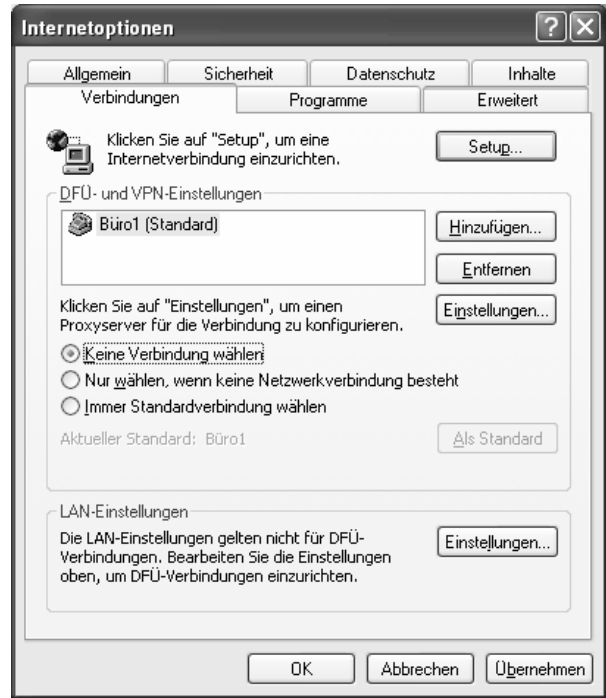 Internetoptionen
Allgemein Sicherheit Datenschutz Inhalte
Verbindungen Programme Erweitert
Klicken Sie auf "Setup", um eine
Internetverbindung einzurichten.
Setup...
DFÜ- und VPN-Einstellungen
Büro1 (Standard)
Hinzufügen...
Entfernen
Klicken Sie auf "Einstellungen", um einen
Proxyserver für die Verbindung zu konfigurieren.
Einstellungen...
Keine Verbindung wählen
Nur wählen, wenn keine Netzwerkverbindung besteht
Immer Standardverbindung wählen
Aktueller Standard: Büro1
Als Standard
LAN-Einstellungen
Die LAN-Einstellungen gelten nicht für DFÜ-
Verbindungen. Bearbeiten Sie die Einstellungen
oben, um DFÜ-Verbindungen einzurichten.
Einstellungen...
OK Abbrechen Übernehmen